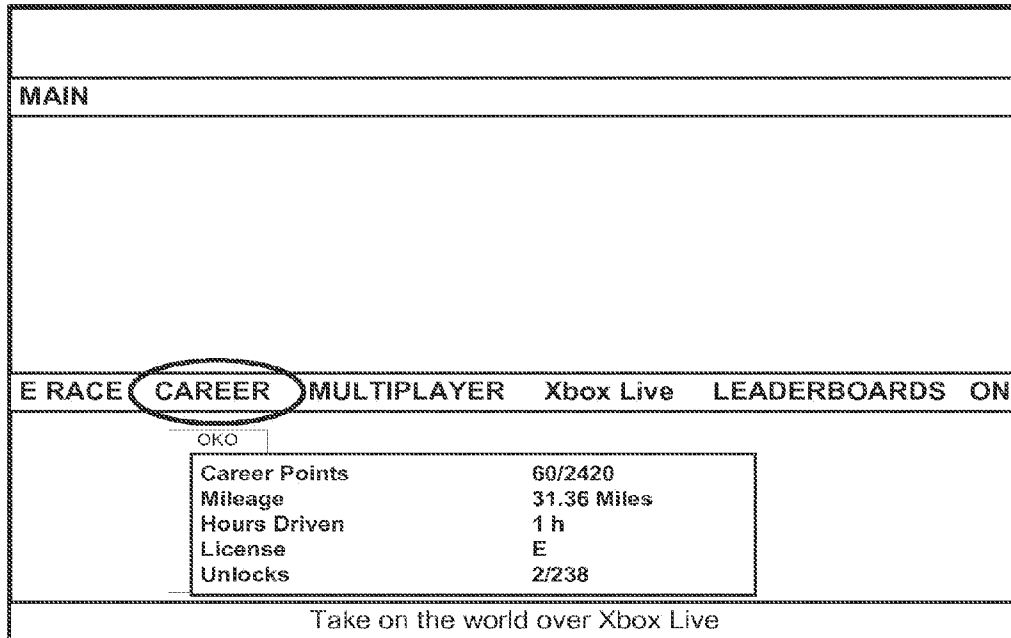 MAIN
E RACE CAREER MULTIPLAYER Xbox Live LEADERBOARDS ON
OKO
Career Points 60/2420
Mileage 31.36 Miles
Hours Driven 1 h
License E
Unlocks 2/238
Take on the world over Xbox Live